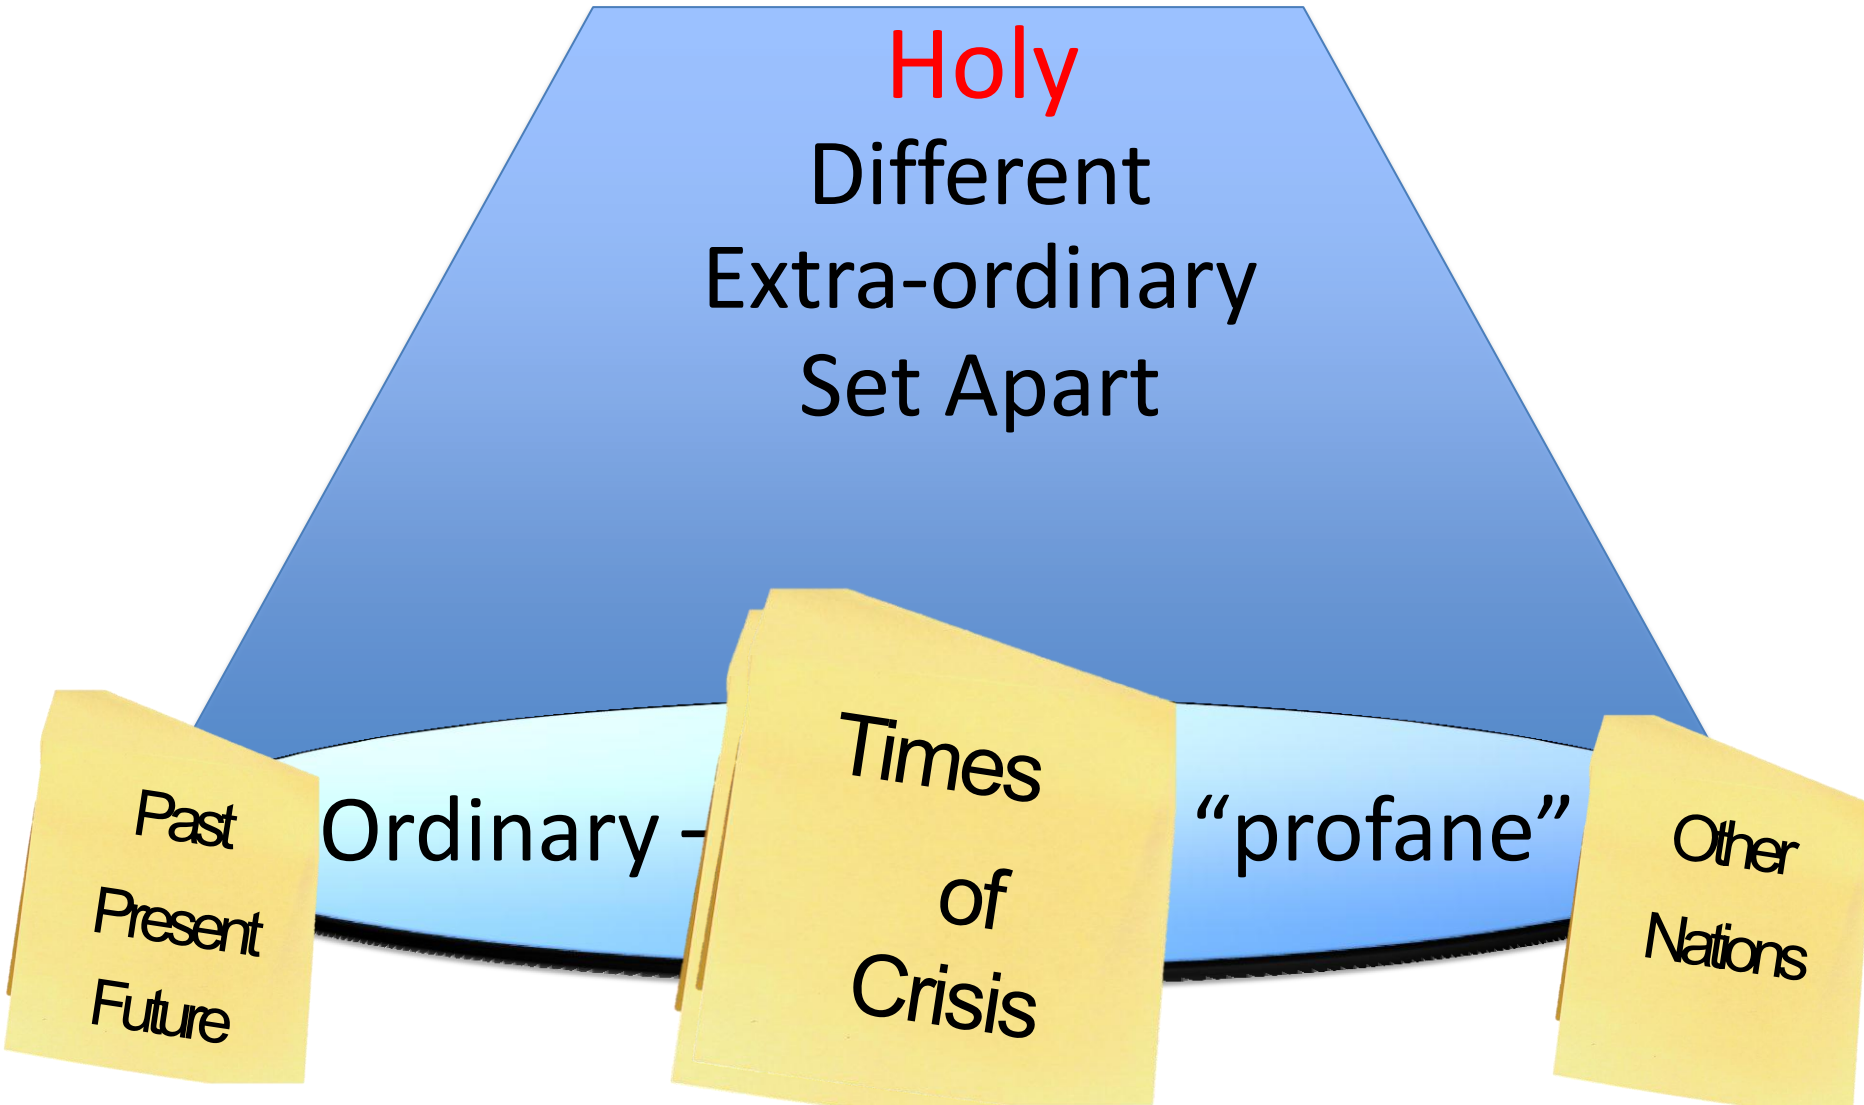 Holy
Different
Extra-ordinary
Set Apart
Ordinary – “profane”
Past
Present
Future
Times
of
Crisis
Other
Nations